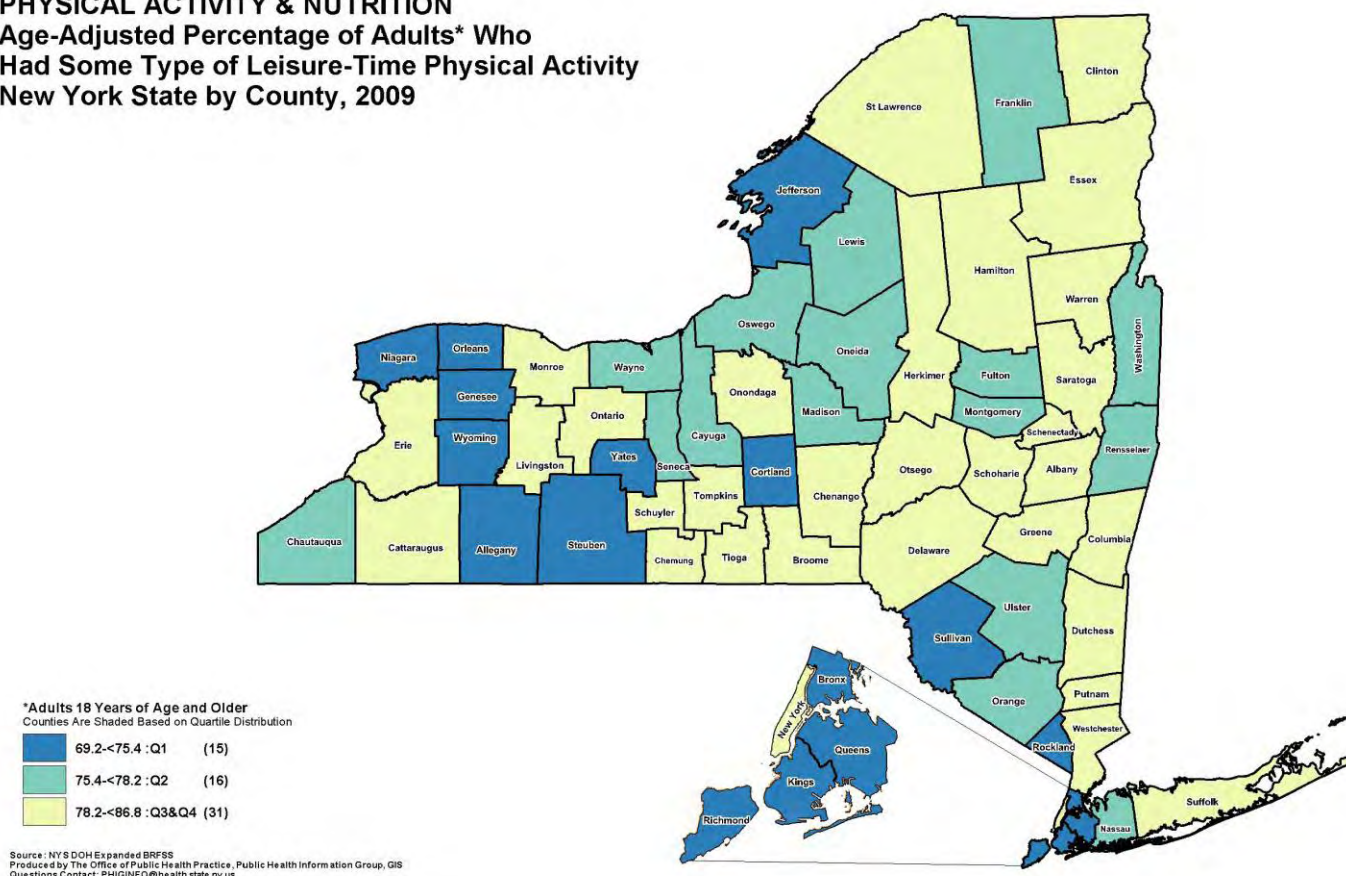 PHYSICAL ACTIVITY & NUTRITION
Age-Adjusted Percentage of Adults* Who
Had Some Type of Leisure-Time Physical Activity
New York State by County, 2009
Clinton
Franklin
St Lawrence
Essex
Jefferson
Lewis
Hamilton
Warren
Washington
Oswego
Oneida
Herkimer
Fulton
Saratoga
Niagara
Orleans
Monroe
Wayne
Genesee
Onondaga
Madison
Montgomery
Ontario
Cayuga
Schenectady
Erie
Wyoming
Livingston
Yates
Seneca
Cortland
Otsego
Schoharie
Albany
Rensselaer
Tompkins
Chenango
Schuyler
Chautauqua
Cattaraugus
Allegany
Steuben
Chemung
Tioga
Broome
Delaware
Greene
Columbia
Ulster
Sullivan
Dutchess
Orange
Putnam
Westchester
Rockland
Bronx
New York
Queens
Kings
Richmond
Nassau
Suffolk
*Adults 18 Years of Age and Older
Counties Are Shaded Based on Quartile Distribution
69.2-<75.4 :Q1 (15)
75.4-<78.2 :Q2 (16)
78.2-<86.8 :Q3&Q4 (31)
Source: NYS DOH Expanded BRFSS
Produced by The Office of Public Health Practice, Public Health Information Group, GIS
Questions Contact: PHIGINFO@health.state.ny.us